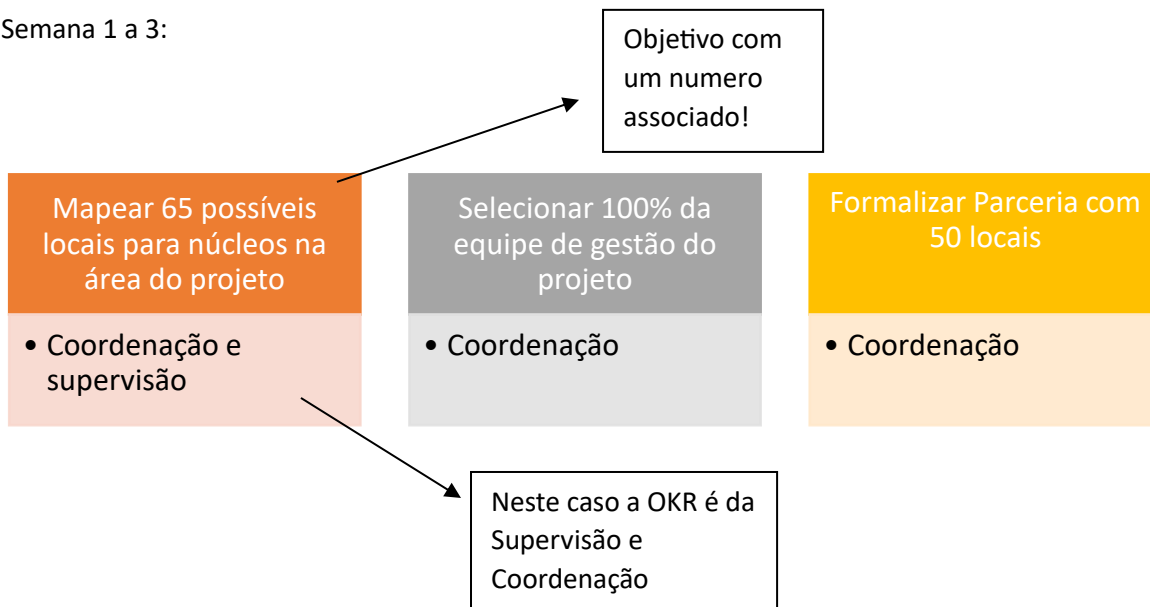 Semana 1 a 3:
Objetivo com
um numero
associado!
Mapear 65 possíveis
locais para núcleos na
área do projeto
• Coordenação e
supervisão
Selecionar 100% da
equipe de gestão do
projeto
• Coordenação
Formalizar Parceria com
50 locais
• Coordenação
Neste caso a OKR é da
Supervisão e
Coordenação